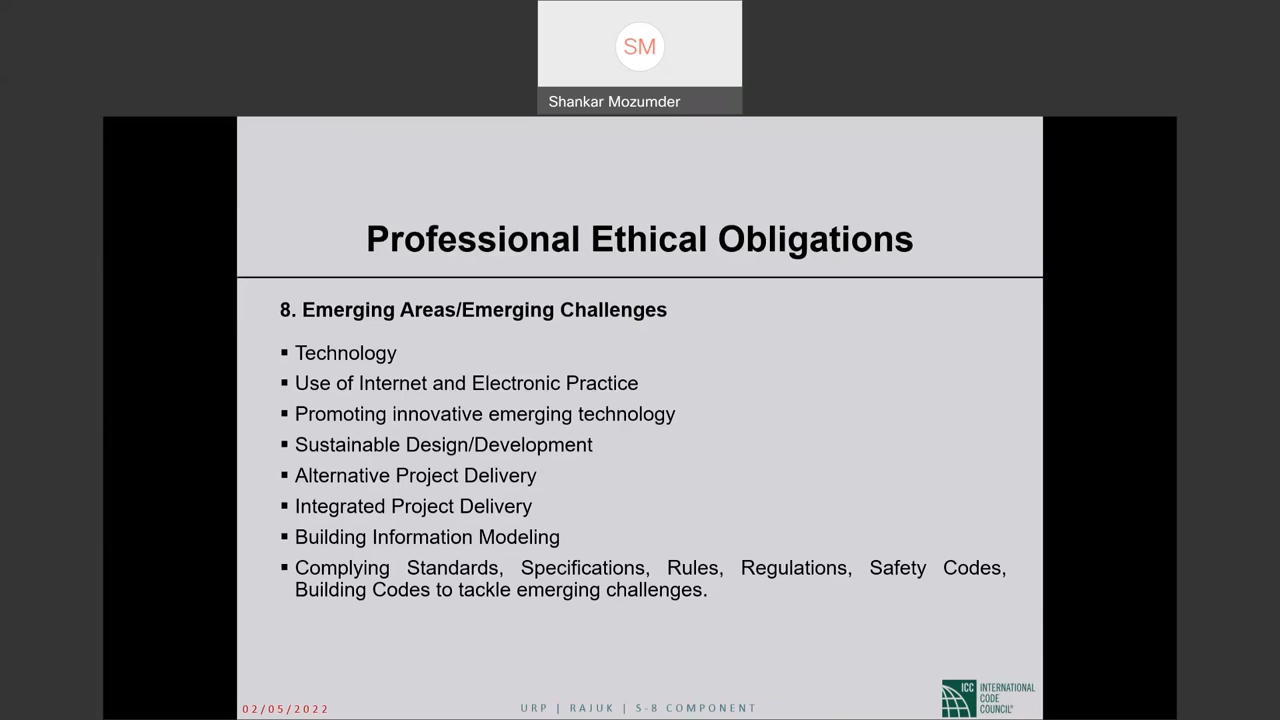 SM
Shankar Mozumder
Professional Ethical Obligations
8. Emerging Areas/Emerging Challenges
▪ Technology
▪ Use of Internet and Electronic Practice
▪ Promoting innovative emerging technology
▪ Sustainable Design/Development
▪ Alternative Project Delivery
▪ Integrated Project Delivery
▪ Building Information Modeling
▪ Complying Standards, Specifications, Rules, Regulations, Safety Codes,
Building Codes to tackle emerging challenges.
02/05/2022
URP | RAJUK | S-8 COMPONENT
ICC INTERNATIONAL
CODE
COUNCIL®